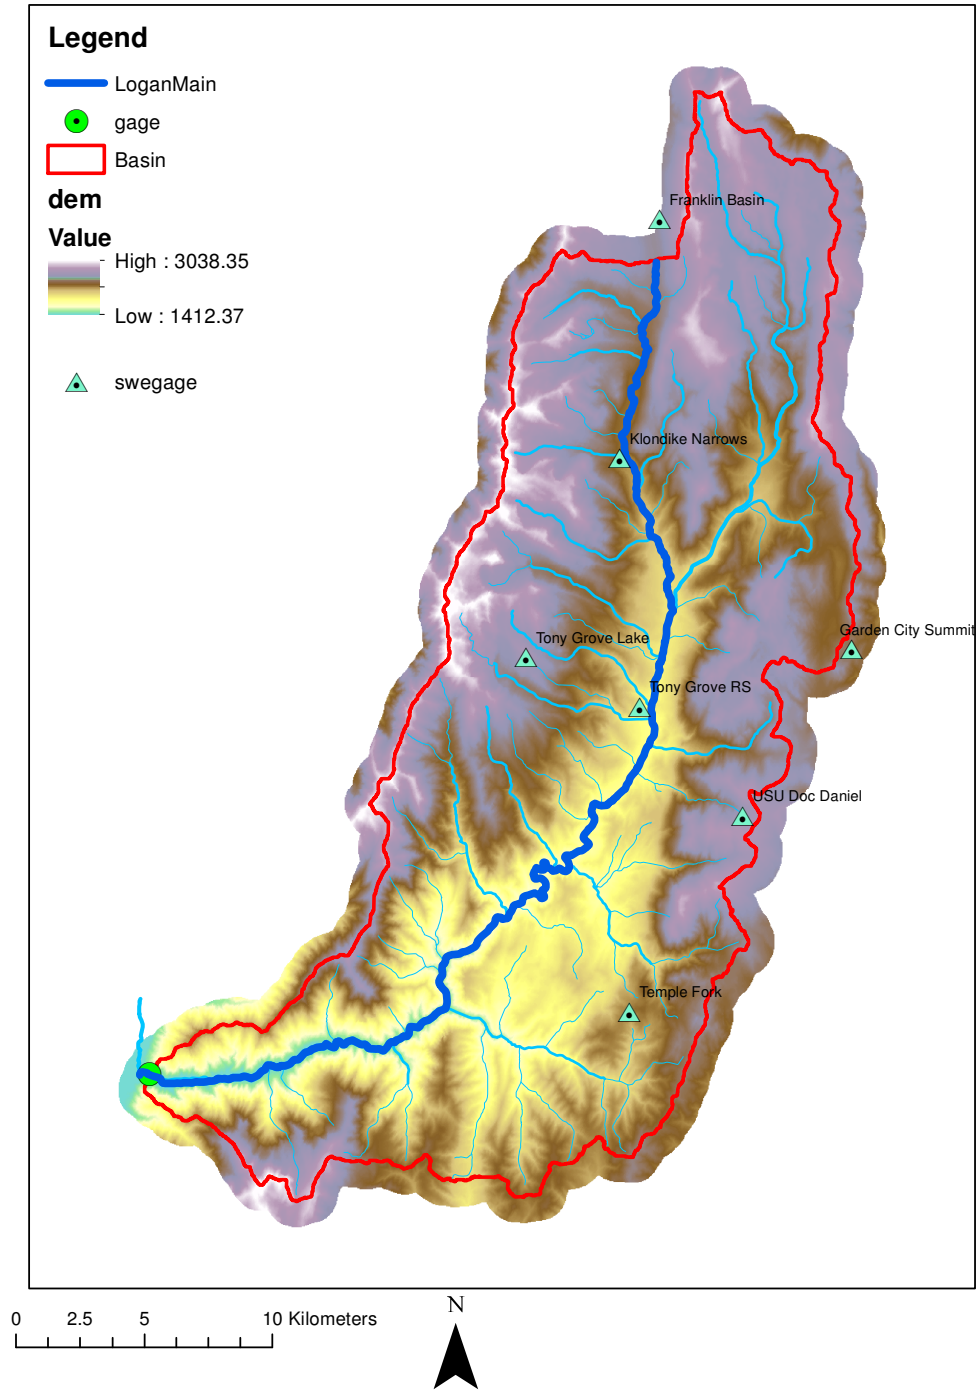 Legend
LoganMain
gage
Basin
dem
Value
High : 3038.35
Low : 1412.37
swegage
Franklin Basin
Klondike Narrows
Garden City Summit
Tony Grove Lake
Tony Grove RS
USU Doc Daniel
Temple Fork
0 2.5 5 10 Kilometers
N